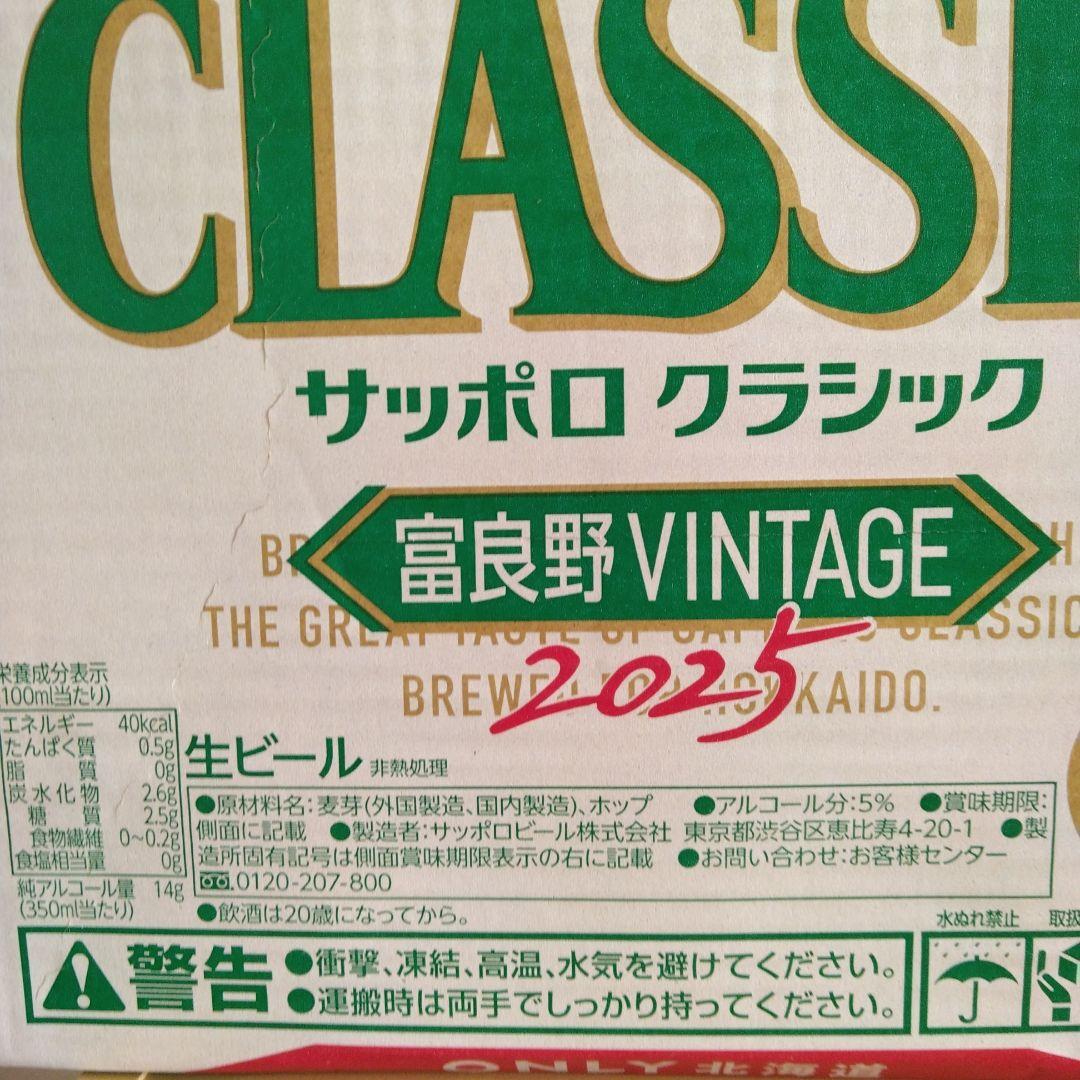 CLASSI
サッポロ クラシック
富良野VINTAGE
THE GREAT TASTE OF SAPPORO CLASSIC
2025
BREWED FOR HOKKAIDO.
栄養成分表示
100ml当たり)
エネルギー 40kcal
たんぱく質 0.5g
脂質 0g
炭水化物 2.6g
糖質 2.5g
食物繊維 0~0.2g
食塩相当量 0g
純アルコール量 14g
(350ml当たり)
生ビール 非熱処理
●原材料名:麦芽(外国製造、国内製造)、ホップ ●アルコール分:5% ●賞味期限:
側面に記載 ●製造者:サッポロビール株式会社 東京都渋谷区恵比寿4-20-1 ●製
造所固有記号は側面賞味期限表示の右に記載 ●お問い合わせ:お客様センター
0120-207-800
●飲酒は20歳になってから。
警告
●衝撃、凍結、高温、水気を避けてください。
●運搬時は両手でしっかり持ってください。
水ぬれ禁止
取扱
ONLY 北海道